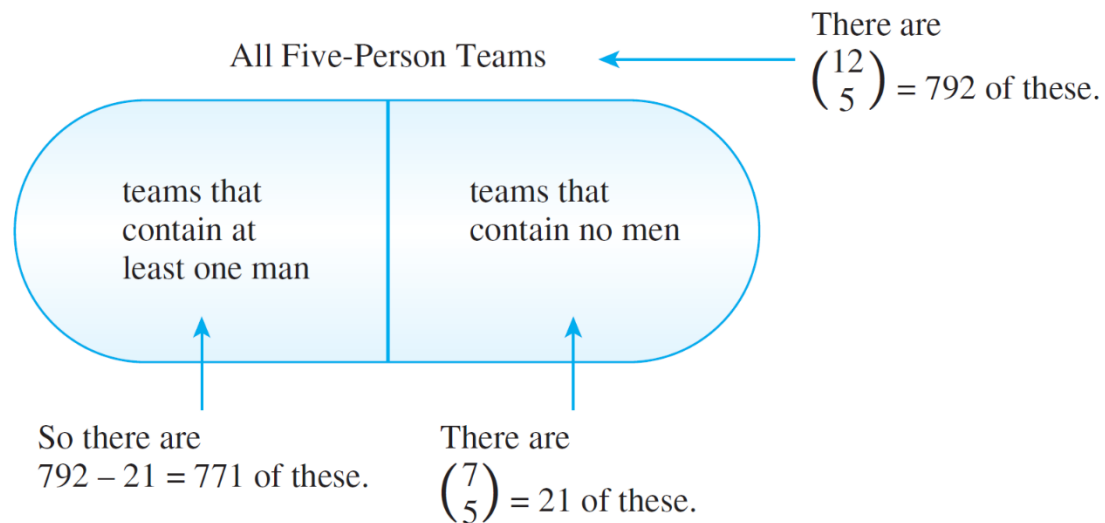 All Five-Person Teams
There are
(12 5) = 792 of these.
teams that
contain at
least one man
teams that
contain no men
So there are
792 – 21 = 771 of these.
There are
(7 5) = 21 of these.